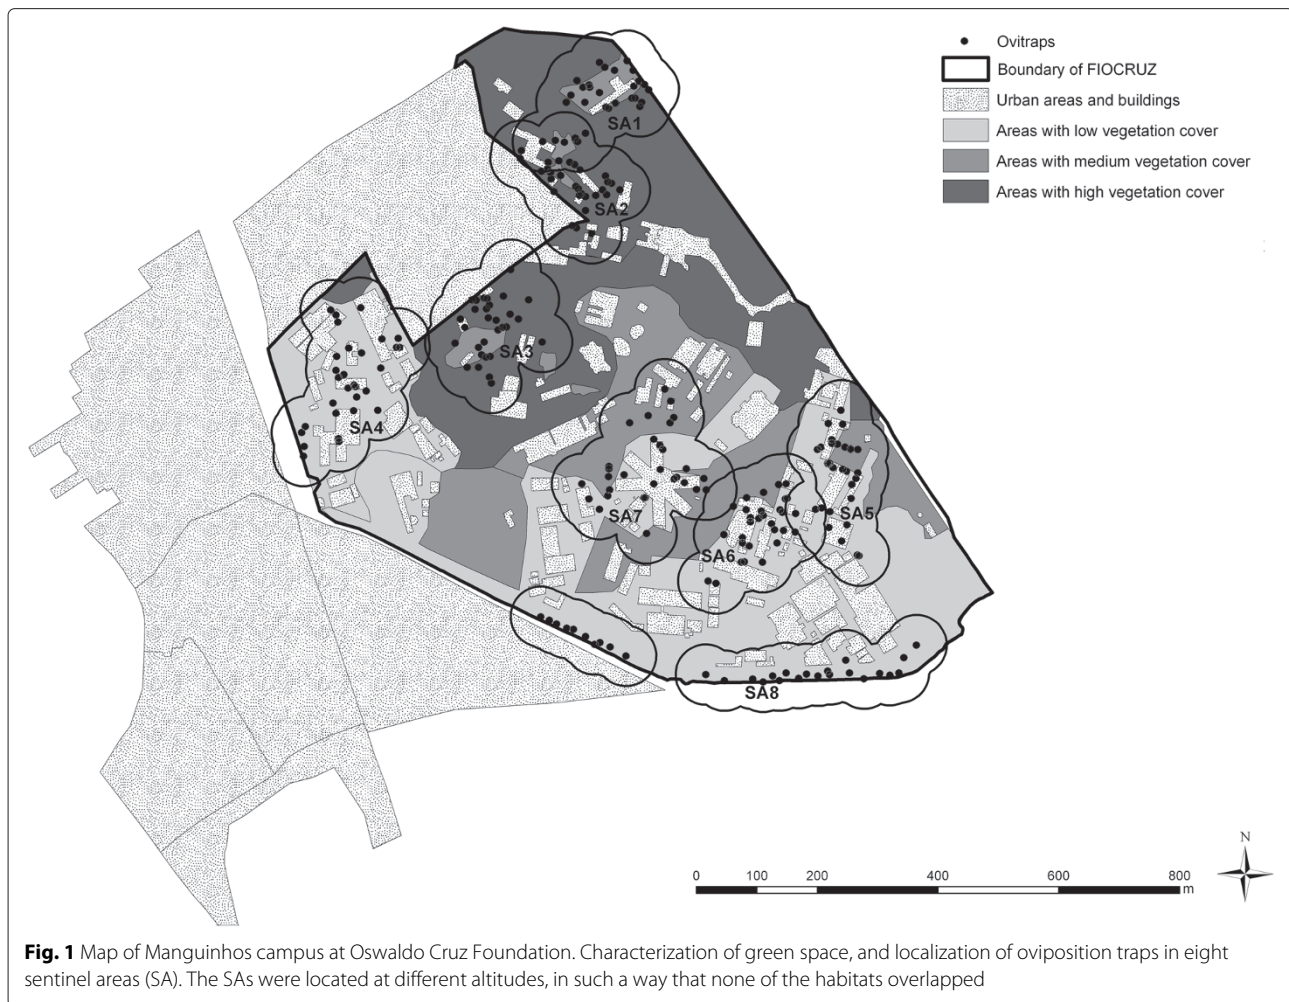 Ovitraps
Boundary of FIOCRUZ
Urban areas and buildings
Areas with low vegetation cover
Areas with medium vegetation cover
Areas with high vegetation cover
SA1
SA2
SA3
SA4
SA5
SA7
SA6
SA8
N
0 100 200 400 600 800
m
Fig. 1 Map of Manguinhos campus at Oswaldo Cruz Foundation. Characterization of green space, and localization of oviposition traps in eight
sentinel areas (SA). The SAs were located at different altitudes, in such a way that none of the habitats overlapped